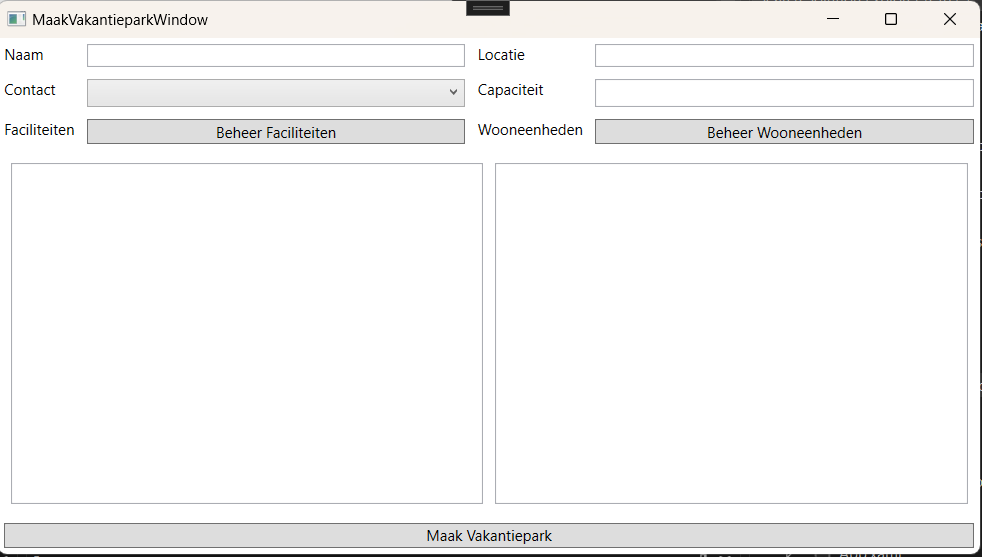 MaakVakantieparkWindow
Naam
Locatie
Contact
Capaciteit
Faciliteiten
Beheer Faciliteiten
Wooneenheden
Beheer Wooneenheden
Maak Vakantiepark